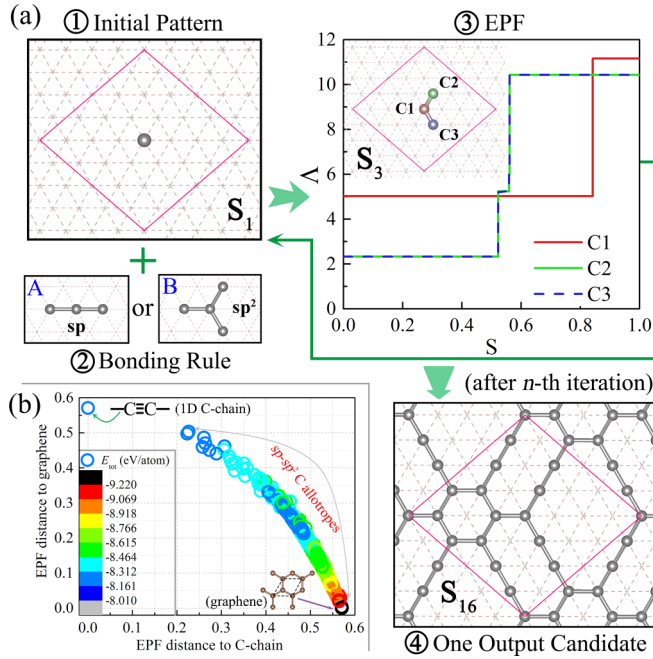 (a)
① Initial Pattern
S₁
+
A
sp
or
B
sp²
② Bonding Rule
③ EPF
12
10
8
6
4
2
0
Λ
C2
C1
C3
S₃
C1
C2
C3
0.0
0.2
0.4
0.6
0.8
1.0
S
(after n-th iteration)
(b)
0.6
0.5
0.4
0.3
0.2
0.1
0.0
EPF distance to graphene
—C≡C— (1D C-chain)
E_tot (eV/atom)
-9.220
-9.069
-8.918
-8.766
-8.615
-8.464
-8.312
-8.161
-8.010
sp-sp² C allotropes
(graphene)
0.0
0.1
0.2
0.3
0.4
0.5
0.6
EPF distance to C-chain
S₁₆
④ One Output Candidate